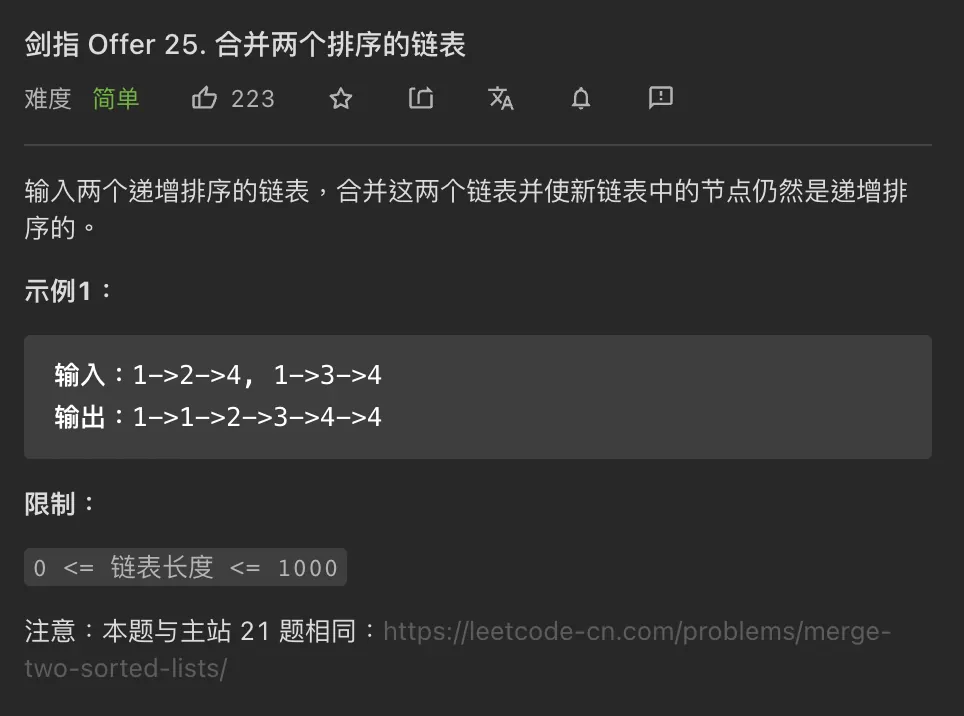 剑指 Offer 25. 合并两个排序的链表
难度 简单 223
输入两个递增排序的链表，合并这两个链表并使新链表中的节点仍然是递增排
序的。
示例1：
输入：1->2->4, 1->3->4
输出：1->1->2->3->4->4
限制：
0 <= 链表长度 <= 1000
注意：本题与主站 21 题相同：https://leetcode-cn.com/problems/merge-
two-sorted-lists/